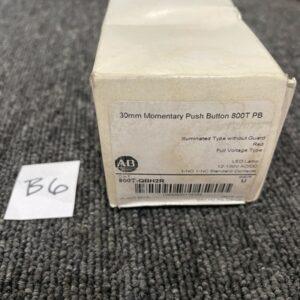 30mm Momentary Push Button 800T PB
Illuminated Type without Guard
Red
Full Voltage Type
LED Lamp
12-130V AC/DC
1-NO 1-NC Standard Contacts
AB
800T-QBH2R
U
B6